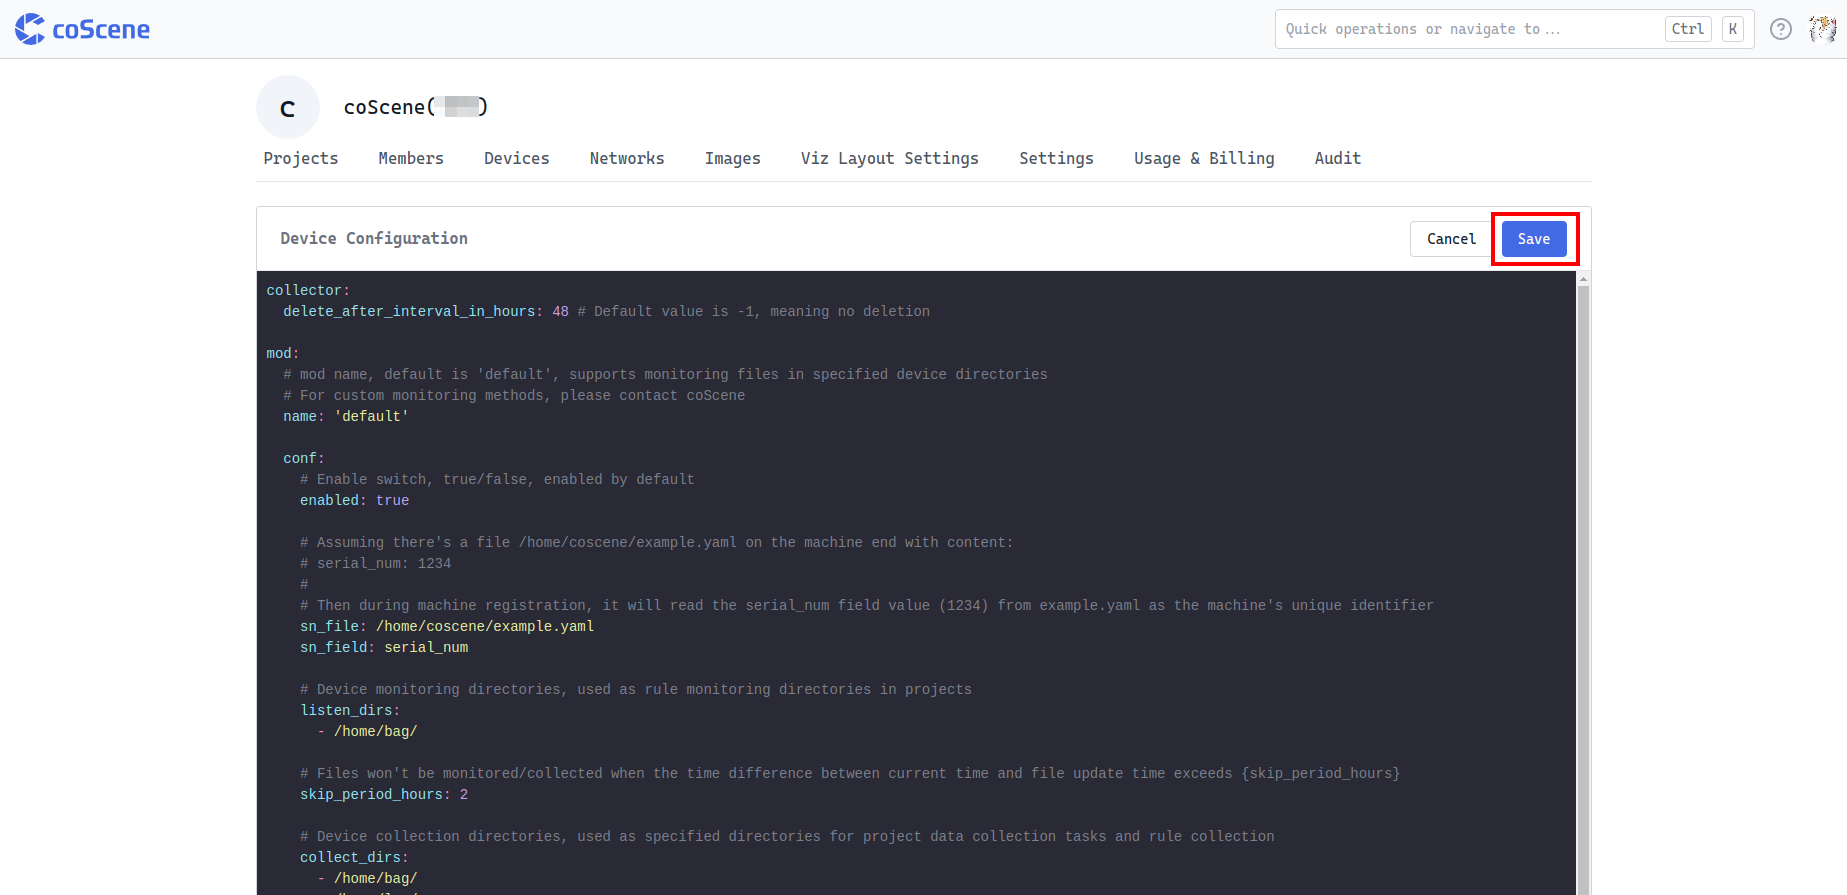 coScene
Quick operations or navigate to ...
Ctrl
K
C
coScene( )
Projects Members Devices Networks Images Viz Layout Settings Settings Usage & Billing Audit
Device Configuration
Cancel
Save
collector:
delete_after_interval_in_hours: 48 # Default value is -1, meaning no deletion
mod:
# mod name, default is 'default', supports monitoring files in specified device directories
# For custom monitoring methods, please contact coScene
name: 'default'
conf:
# Enable switch, true/false, enabled by default
enabled: true
# Assuming there's a file /home/coscene/example.yaml on the machine end with content:
# serial_num: 1234
#
# Then during machine registration, it will read the serial_num field value (1234) from example.yaml as the machine's unique identifier
sn_file: /home/coscene/example.yaml
sn_field: serial_num
# Device monitoring directories, used as rule monitoring directories in projects
listen_dirs:
- /home/bag/
# Files won't be monitored/collected when the time difference between current time and file update time exceeds {skip_period_hours}
skip_period_hours: 2
# Device collection directories, used as specified directories for project data collection tasks and rule collection
collect_dirs:
- /home/bag/